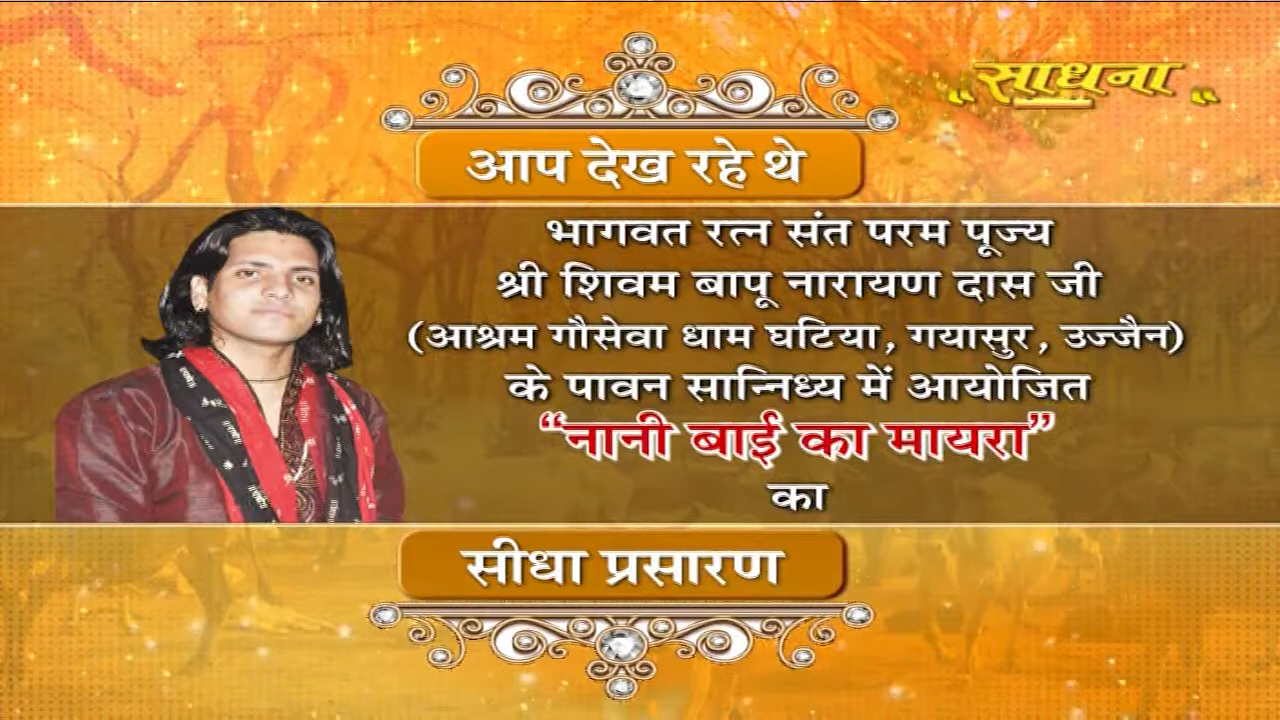 साधना
आप देख रहे थे
भागवत रत्न संत परम पूज्य
श्री शिवम बापू नारायण दास जी
(आश्रम गौसेवा धाम घटिया, गयासुर, उज्जैन)
के पावन सान्निध्य में आयोजित
“नानी बाई का मायरा”
का
सीधा प्रसारण